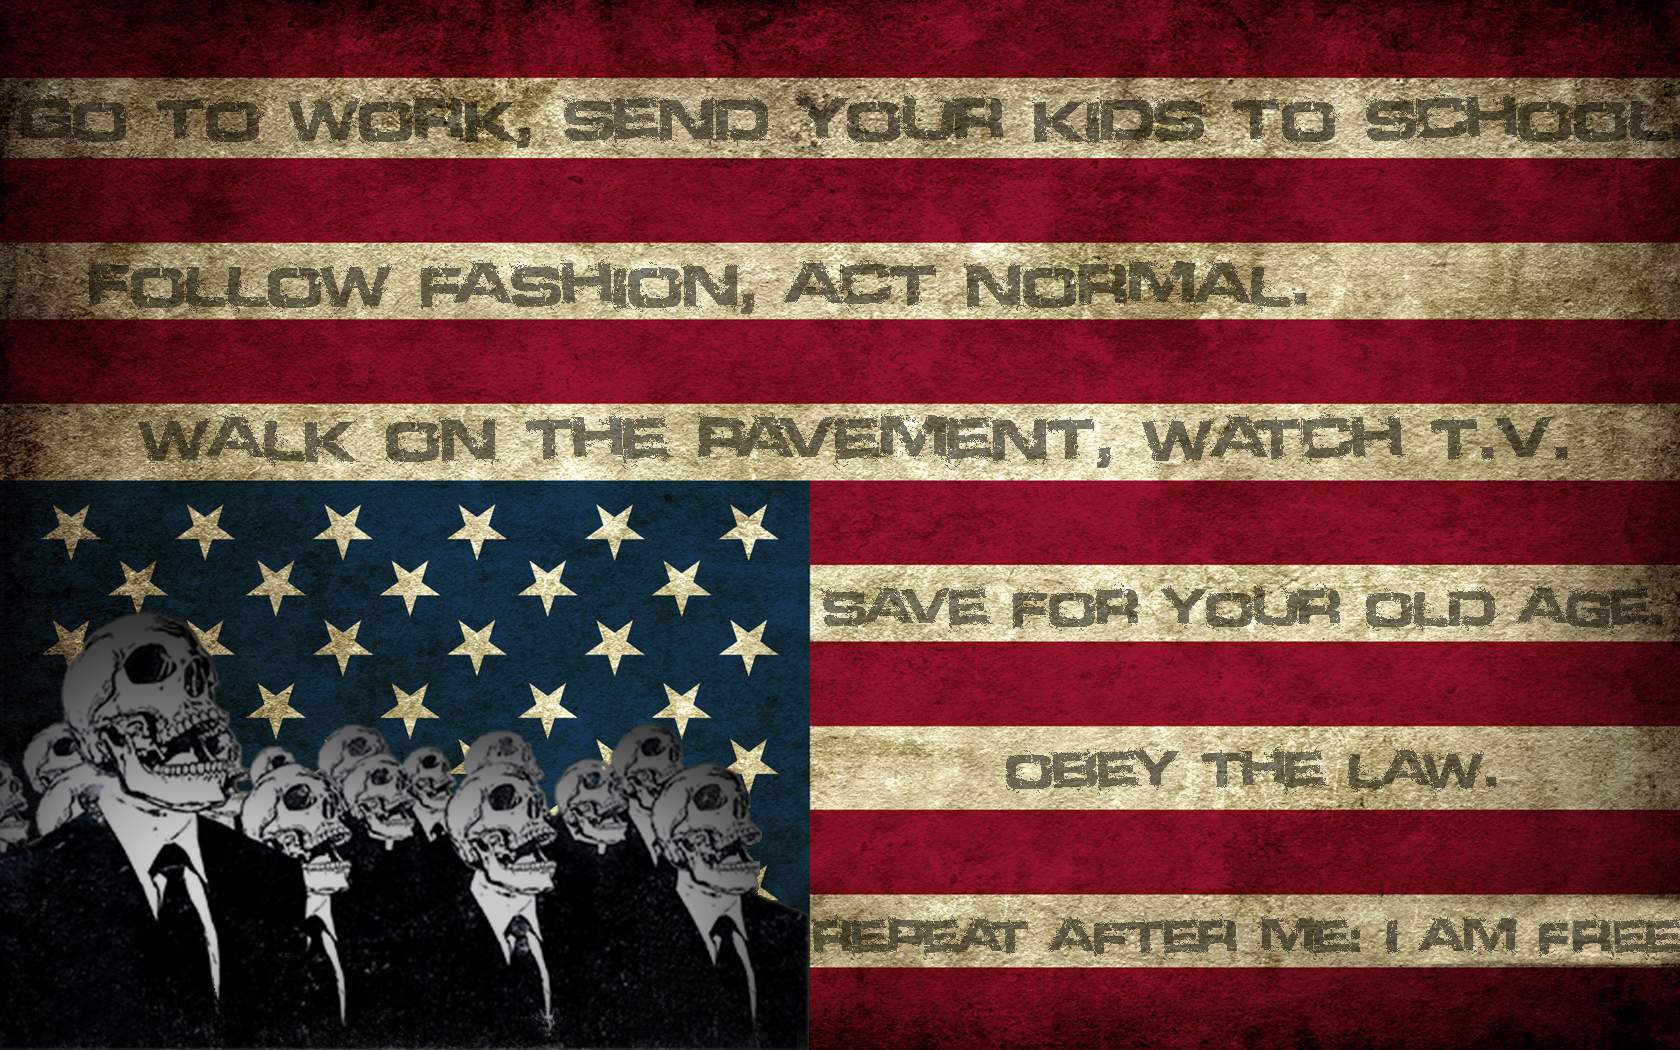 GO TO WORK, SEND YOUR KIDS TO SCHOOL
FOLLOW FASHION, ACT NORMAL.
WALK ON THE PAVEMENT, WATCH T.V.
SAVE FOR YOUR OLD AGE.
OBEY THE LAW.
REPEAT AFTER ME: I AM FREE